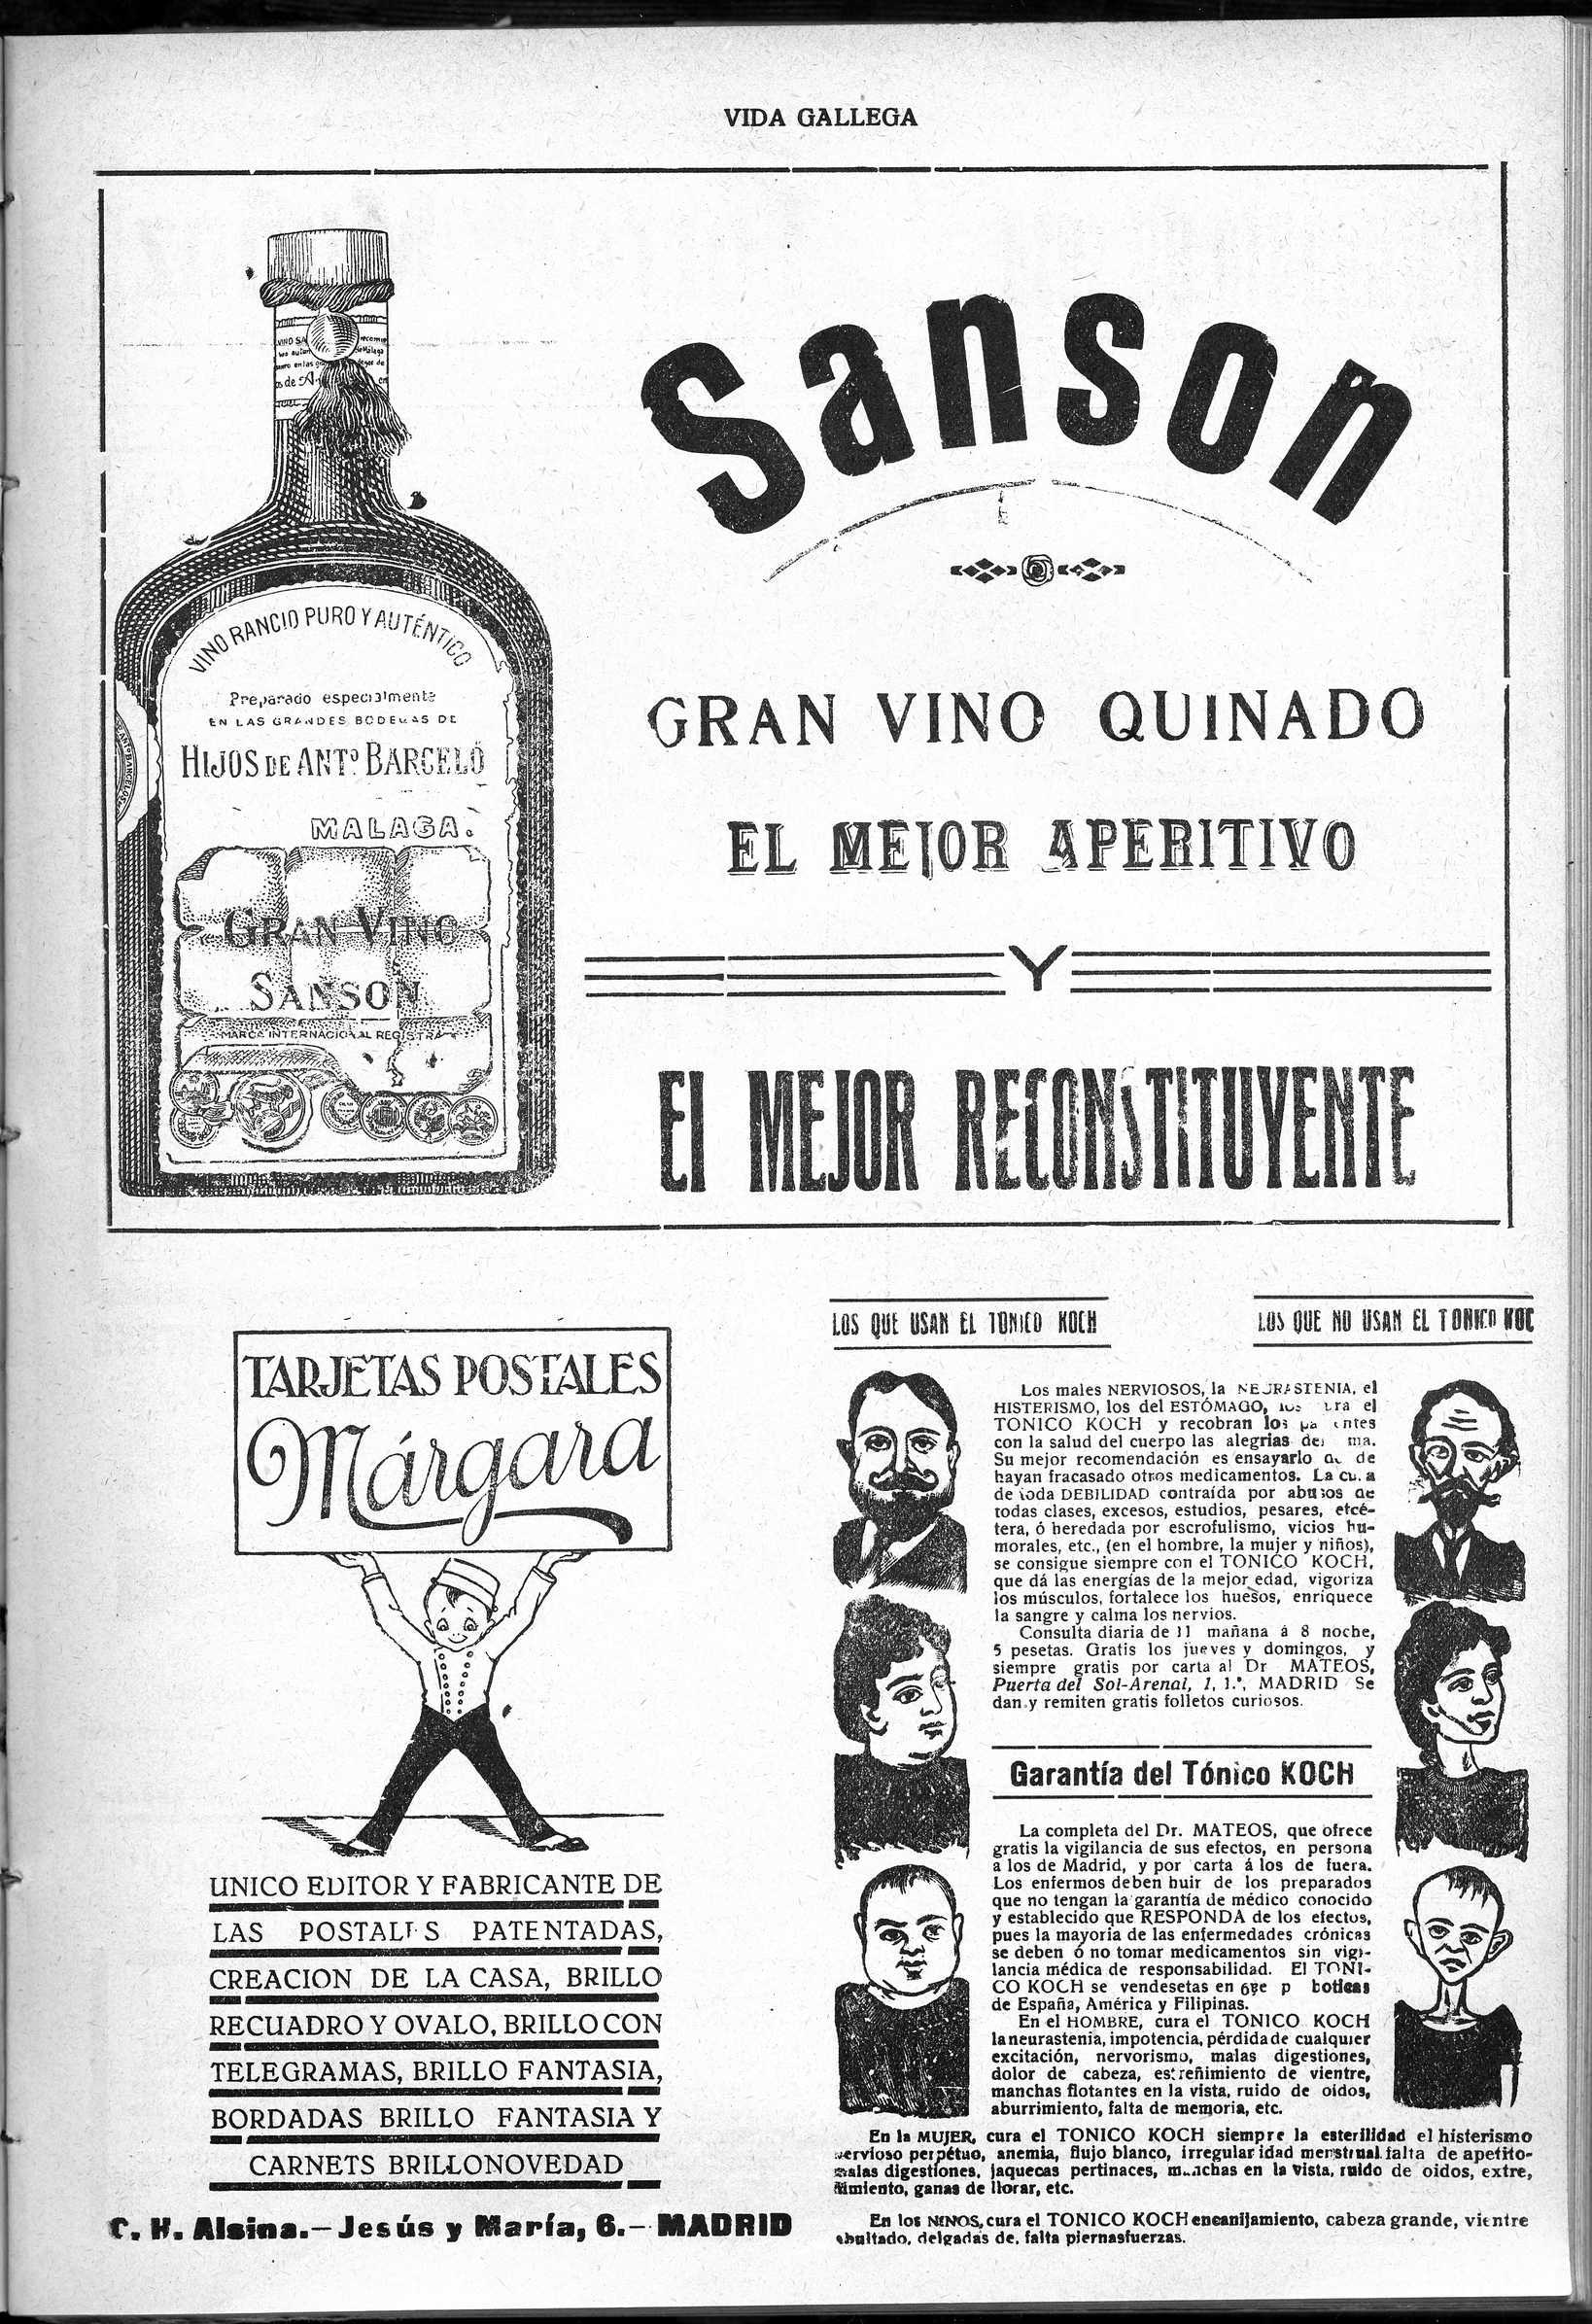 VIDA GALLEGA
VINO RANCIO PURO Y AUTÉNTICO
Preparado especialmente
EN LAS GRANDES BODEGAS DE
HIJOS DE ANTº BARCELÓ
MALAGA.
GRAN VINO
SANSON
MARCA INTERNACIONAL REGISTRA
Sanson
GRAN VINO QUINADO
EL MEJOR APERITIVO
Y
El MEJOR RECONSTITUYENTE
TARJETAS POSTALES
Márgara
UNICO EDITOR Y FABRICANTE DE
LAS POSTALES PATENTADAS,
CREACION DE LA CASA, BRILLO
RECUADRO Y OVALO, BRILLO CON
TELEGRAMAS, BRILLO FANTASIA,
BORDADAS BRILLO FANTASIA Y
CARNETS BRILLONOVEDAD
C. H. Alsina.—Jesús y María, 6.—MADRID
LOS QUE USAN EL TONICO KOCH
LOS QUE NO USAN EL TONICO KOC
Los males NERVIOSOS, la NEURASTENIA, el
HISTERISMO, los del ESTÓMAGO, los el
TONICO KOCH y recobran los
con la salud del cuerpo las alegrias del
Su mejor recomendación es ensayarlo de
hayan fracasado otros medicamentos. La
de toda DEBILIDAD contraída por abusos de
todas clases, excesos, estudios, pesares, etcé-
tera, ó heredada por escrofulismo, vicios hu-
morales, etc., (en el hombre, la mujer y niños),
se consigue siempre con el TONICO KOCH,
que dá las energías de la mejor edad, vigoriza
los músculos, fortalece los huesos, enriquece
la sangre y calma los nervios.
Consulta diaria de 11 mañana á 8 noche,
5 pesetas. Gratis los jueves y domingos, y
siempre gratis por carta al Dr MATEOS,
Puerta del Sol-Arenal, 1, 1.°, MADRID Se
dan y remiten gratis folletos curiosos.
Garantía del Tónico KOCH
La completa del Dr. MATEOS, que ofrece
gratis la vigilancia de sus efectos, en persona
a los de Madrid, y por carta á los de fuera.
Los enfermos deben huir de los preparados
que no tengan la garantía de médico conocido
y establecido que RESPONDA de los efectos,
pues la mayoria de las enfermedades crónicas
se deben ó no tomar medicamentos sin vigi-
lancia médica de responsabilidad. El TONI-
CO KOCH se vendesetas en p boticas
de España, América y Filipinas.
En el HOMBRE, cura el TONICO KOCH
la neurastenia, impotencia, pérdida de cualquier
excitación, nervorismo, malas digestiones,
dolor de cabeza, estreñimiento de vientre,
manchas flotantes en la vista, ruido de oidos,
aburrimiento, falta de memoria, etc.
En la MUJER, cura el TONICO KOCH siempre la esterilidad el histerismo
nervioso perpétuo, anemia, flujo blanco, irregularidad menstrual falta de apetito-
malas digestiones, jaquecas pertinaces, manchas en la vista, ruido de oidos, extre,
ñimiento, ganas de llorar, etc.
En los NINOS, cura el TONICO KOCH encanijamiento, cabeza grande, vientre
abultado, delgadas de, falta piernasfuerzas.